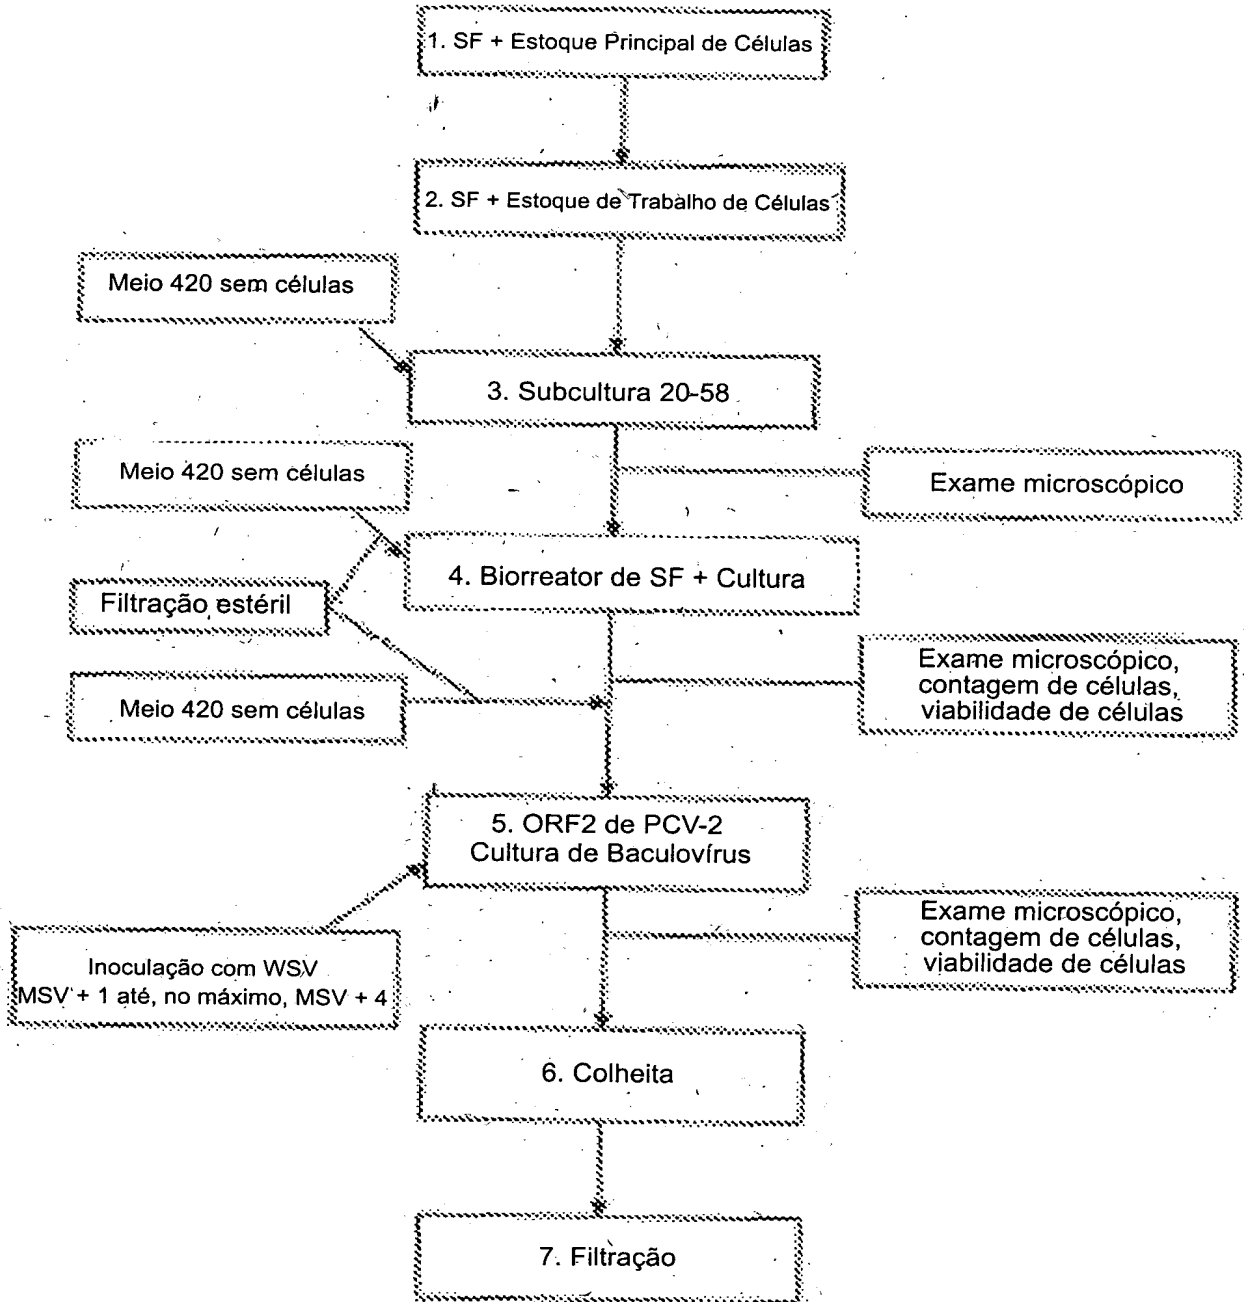 1. SF + Estoque Principal de Células
2. SF + Estoque de Trabalho de Células
Meio 420 sem células
3. Subcultura 20-58
Meio 420 sem células
Exame microscópico
4. Biorreator de SF + Cultura
Filtração estéril
Exame microscópico,
contagem de células,
viabilidade de células
Meio 420 sem células
5. ORF2 de PCV-2
Cultura de Baculovírus
Exame microscópico,
contagem de células,
viabilidade de células
Inoculação com WSV
MSV + 1 até, no máximo, MSV + 4
6. Colheita
7. Filtração